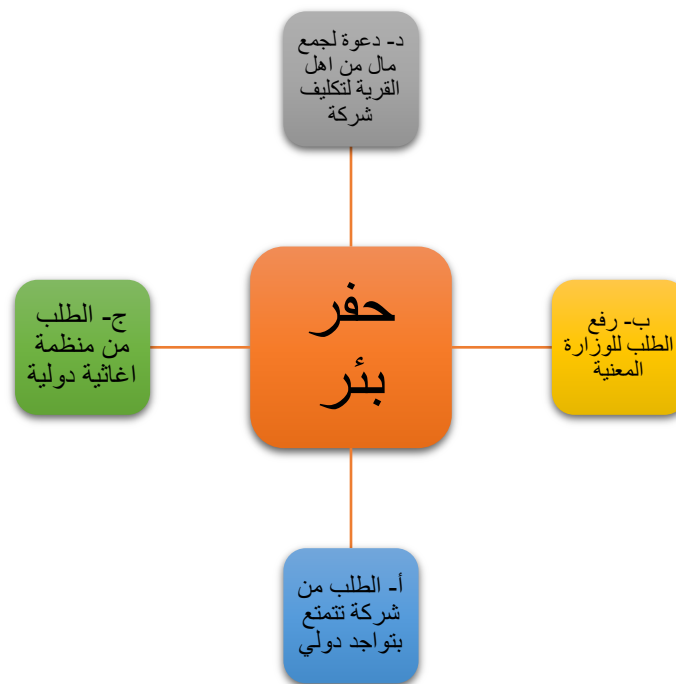 د- دعوة لجمع
مال من اهل
القرية لتكليف
شركة
حفر
بئر
ب- رفع
الطلب للوزارة
المعنية
ج- الطلب
من منظمة
اغاثية دولية
أ- الطلب من
شركة تتمتع
بتواجد دولي